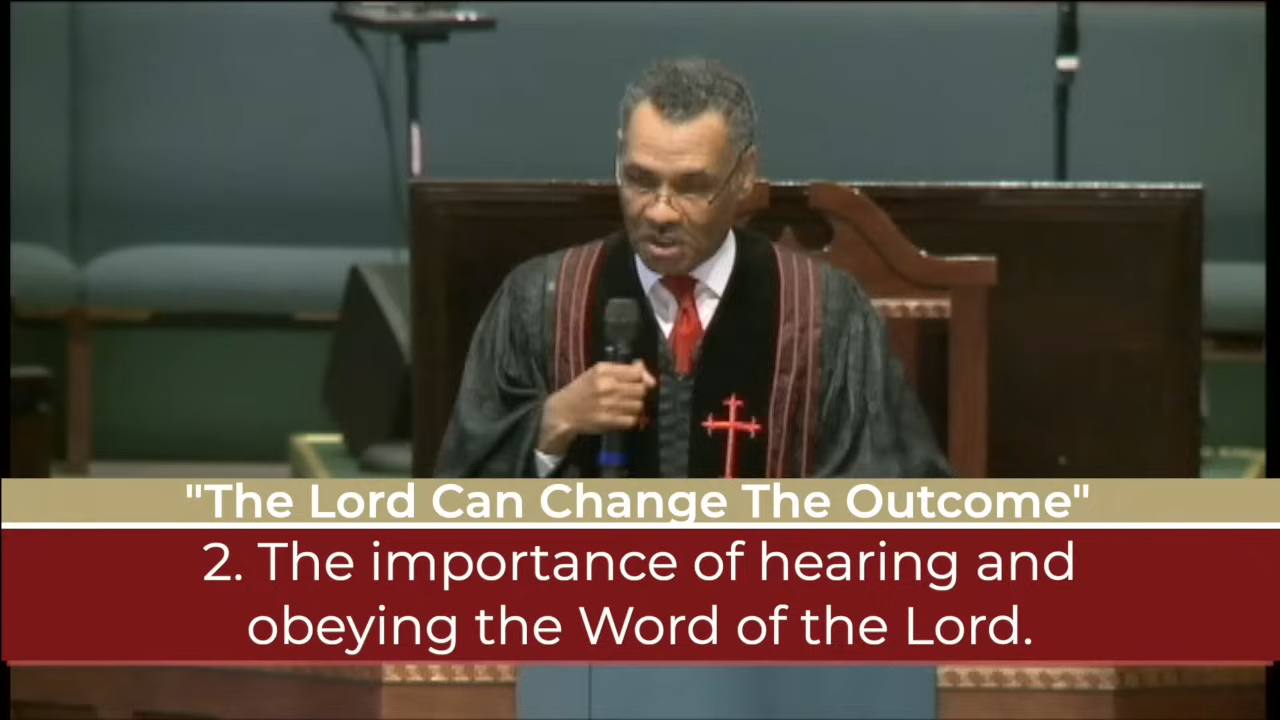 "The Lord Can Change The Outcome"
2. The importance of hearing and
obeying the Word of the Lord.